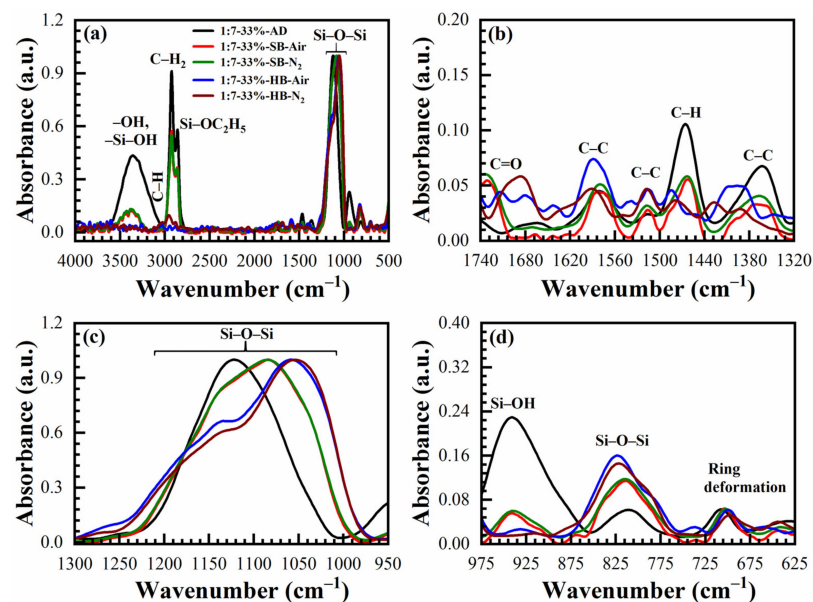 (a)
1:7-33%-AD
1:7-33%-SB-Air
1:7-33%-SB-N2
1:7-33%-HB-Air
1:7-33%-HB-N2
Si–O–Si
C–H2
–OH,
–Si–OH
Si–OC2H5
C–H
Absorbance (a.u.)
1.2
0.9
0.6
0.3
0.0
4000 3500 3000 2500 2000 1500 1000 500
Wavenumber (cm−1)
(b)
C=O
C–C
C–C
C–H
C–C
Absorbance (a.u.)
0.20
0.15
0.10
0.05
0.00
1740 1680 1620 1560 1500 1440 1380 1320
Wavenumber (cm−1)
(c)
Si–O–Si
Absorbance (a.u.)
1.2
0.9
0.6
0.3
0.0
1300 1250 1200 1150 1100 1050 1000 950
Wavenumber (cm−1)
(d)
Si–OH
Si–O–Si
Ring
deformation
Absorbance (a.u.)
0.40
0.32
0.24
0.16
0.08
0.00
975 925 875 825 775 725 675 625
Wavenumber (cm−1)